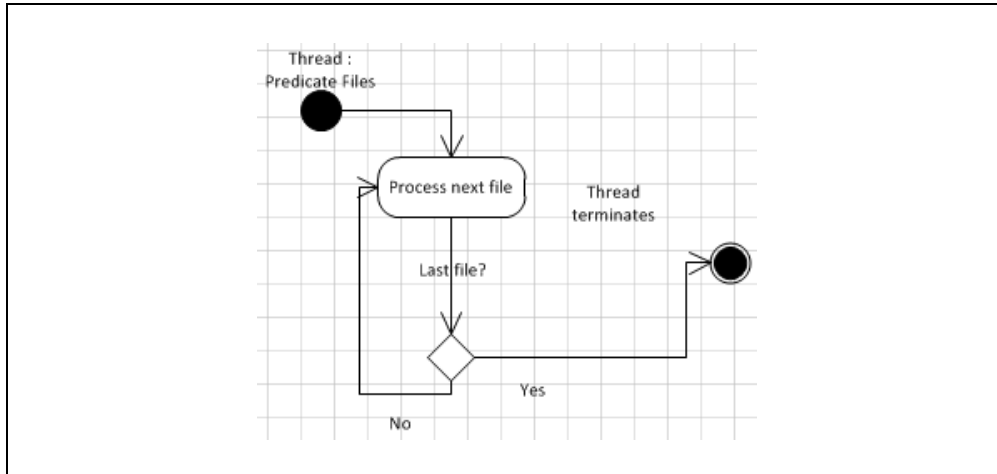 Thread :
Predicate Files
Process next file
Thread
terminates
Last file?
Yes
No